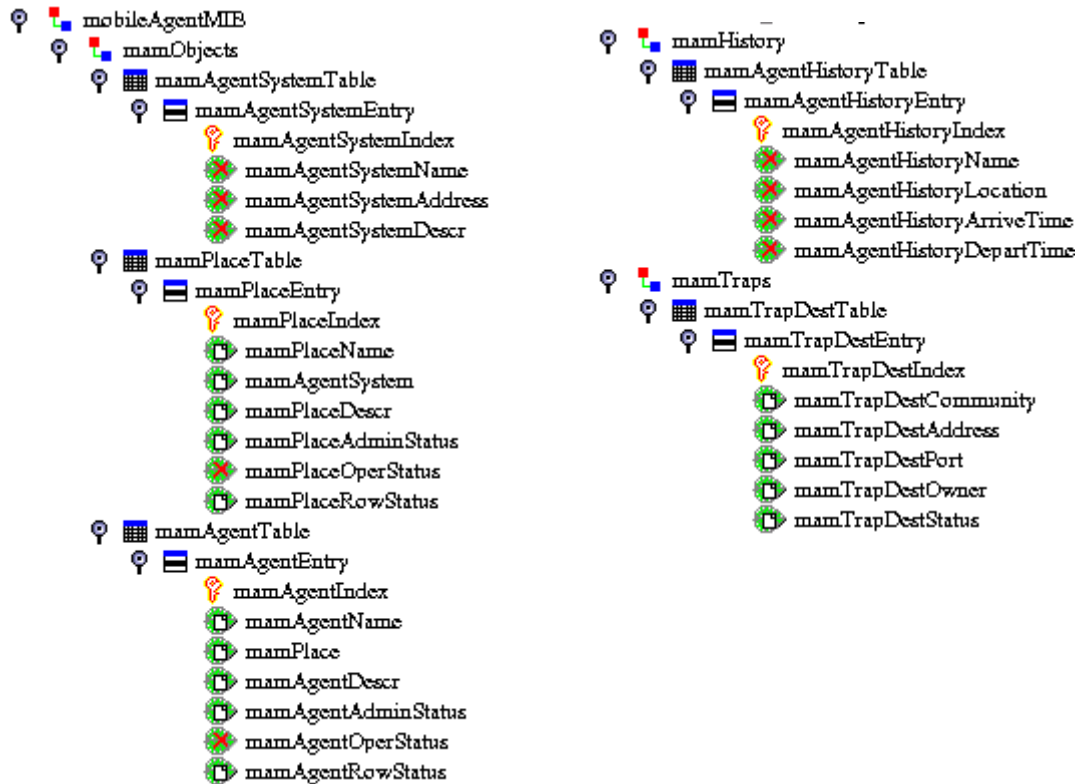 mobileAgentMIB
mamObjects
mamAgentSystemTable
mamAgentSystemEntry
mamAgentSystemIndex
mamAgentSystemName
mamAgentSystemAddress
mamAgentSystemDescr
mamPlaceTable
mamPlaceEntry
mamPlaceIndex
mamPlaceName
mamAgentSystem
mamPlaceDescr
mamPlaceAdminStatus
mamPlaceOperStatus
mamPlaceRowStatus
mamAgentTable
mamAgentEntry
mamAgentIndex
mamAgentName
mamPlace
mamAgentDescr
mamAgentAdminStatus
mamAgentOperStatus
mamAgentRowStatus
mamHistory
mamAgentHistoryTable
mamAgentHistoryEntry
mamAgentHistoryIndex
mamAgentHistoryName
mamAgentHistoryLocation
mamAgentHistoryArriveTime
mamAgentHistoryDepartTime
mamTraps
mamTrapDestTable
mamTrapDestEntry
mamTrapDestIndex
mamTrapDestCommunity
mamTrapDestAddress
mamTrapDestPort
mamTrapDestOwner
mamTrapDestStatus